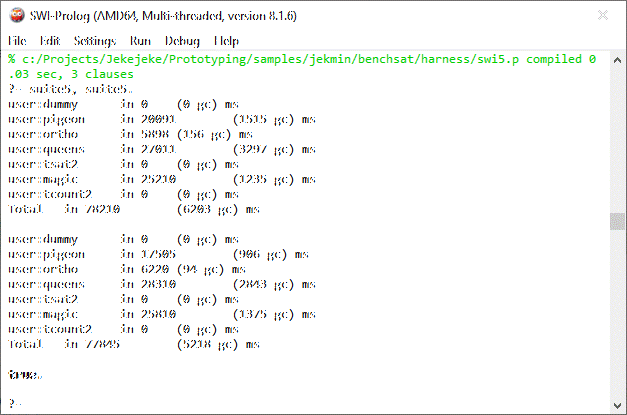 SWI-Prolog (AMD64, Multi-threaded, version 8.1.6)
File Edit Settings Run Debug Help
% c:/Projects/Jekejeke/Prototyping/samples/jekmin/benchsat/harness/swi5.p compiled 0
.03 sec, 3 clauses
?- suite5, suite5.
user:dummy in 0 (0 gc) ms
user:pigeon in 20091 (1515 gc) ms
user:ortho in 5898 (156 gc) ms
user:queens in 27011 (3297 gc) ms
user:tsat2 in 0 (0 gc) ms
user:magic in 25210 (1235 gc) ms
user:tcount2 in 0 (0 gc) ms
Total in 78210 (6203 gc) ms
user:dummy in 0 (0 gc) ms
user:pigeon in 17505 (906 gc) ms
user:ortho in 6220 (94 gc) ms
user:queens in 28310 (2843 gc) ms
user:tsat2 in 0 (0 gc) ms
user:magic in 25810 (1375 gc) ms
user:tcount2 in 0 (0 gc) ms
Total in 77845 (5218 gc) ms
true.
?-